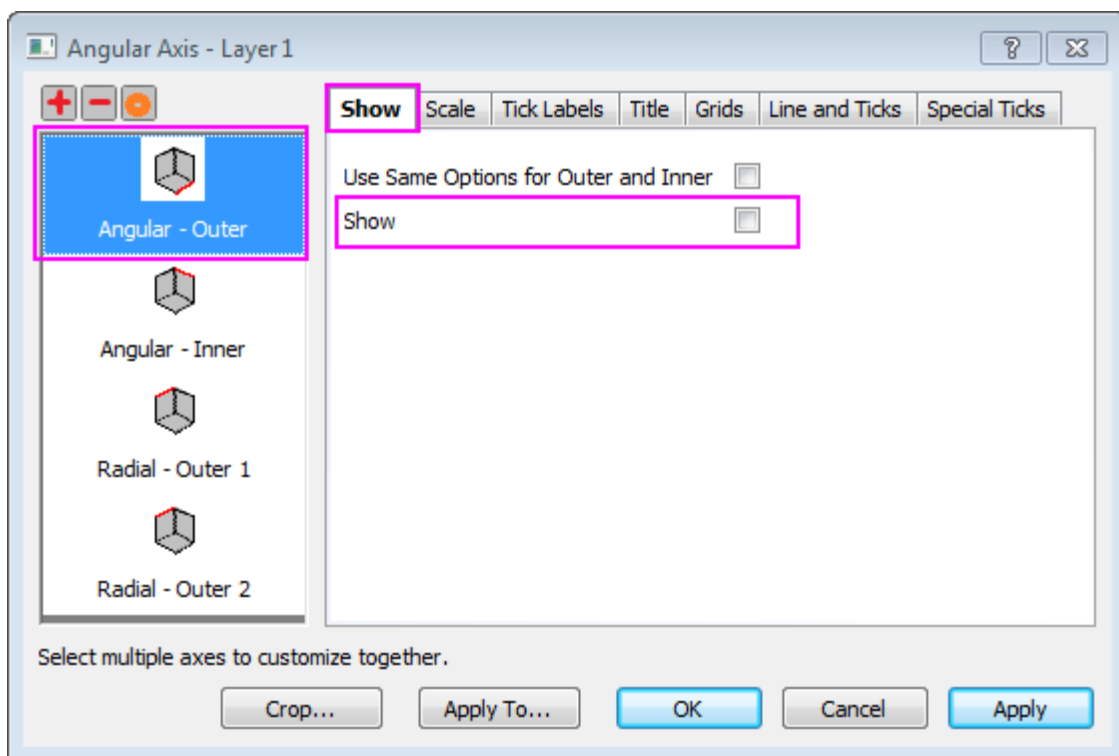 Angular Axis - Layer 1
Show Scale Tick Labels Title Grids Line and Ticks Special Ticks
Angular - Outer
Angular - Inner
Radial - Outer 1
Radial - Outer 2
Use Same Options for Outer and Inner
Show
Select multiple axes to customize together.
Crop... Apply To... OK Cancel Apply